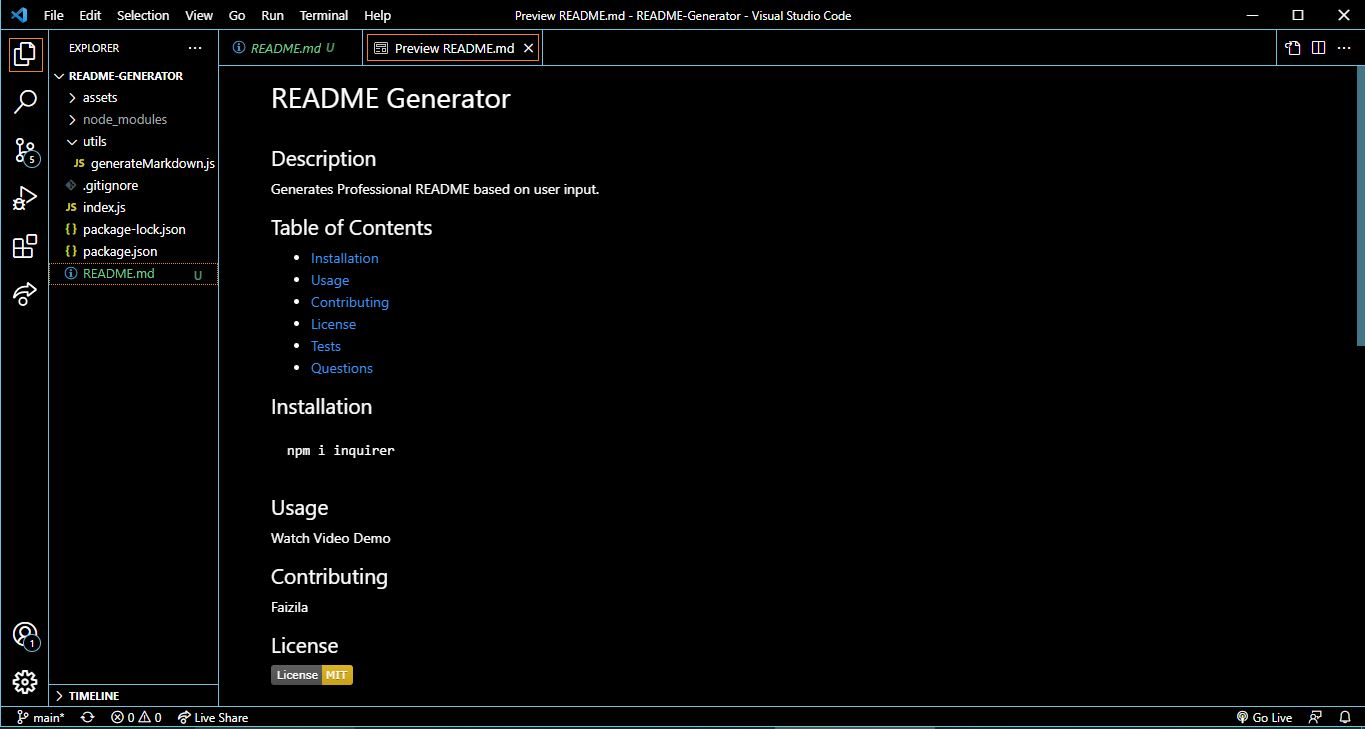 File Edit Selection View Go Run Terminal Help Preview README.md - README-Generator - Visual Studio Code
EXPLORER ···
README.md U Preview README.md
README-GENERATOR
assets
node_modules
utils
JS generateMarkdown.js
.gitignore
JS index.js
{} package-lock.json
{} package.json
README.md U
5
README Generator
Description
Generates Professional README based on user input.
Table of Contents
• Installation
• Usage
• Contributing
• License
• Tests
• Questions
Installation
npm i inquirer
Usage
Watch Video Demo
Contributing
Faizila
License
License MIT
1
TIMELINE
main* 0 0 Live Share Go Live